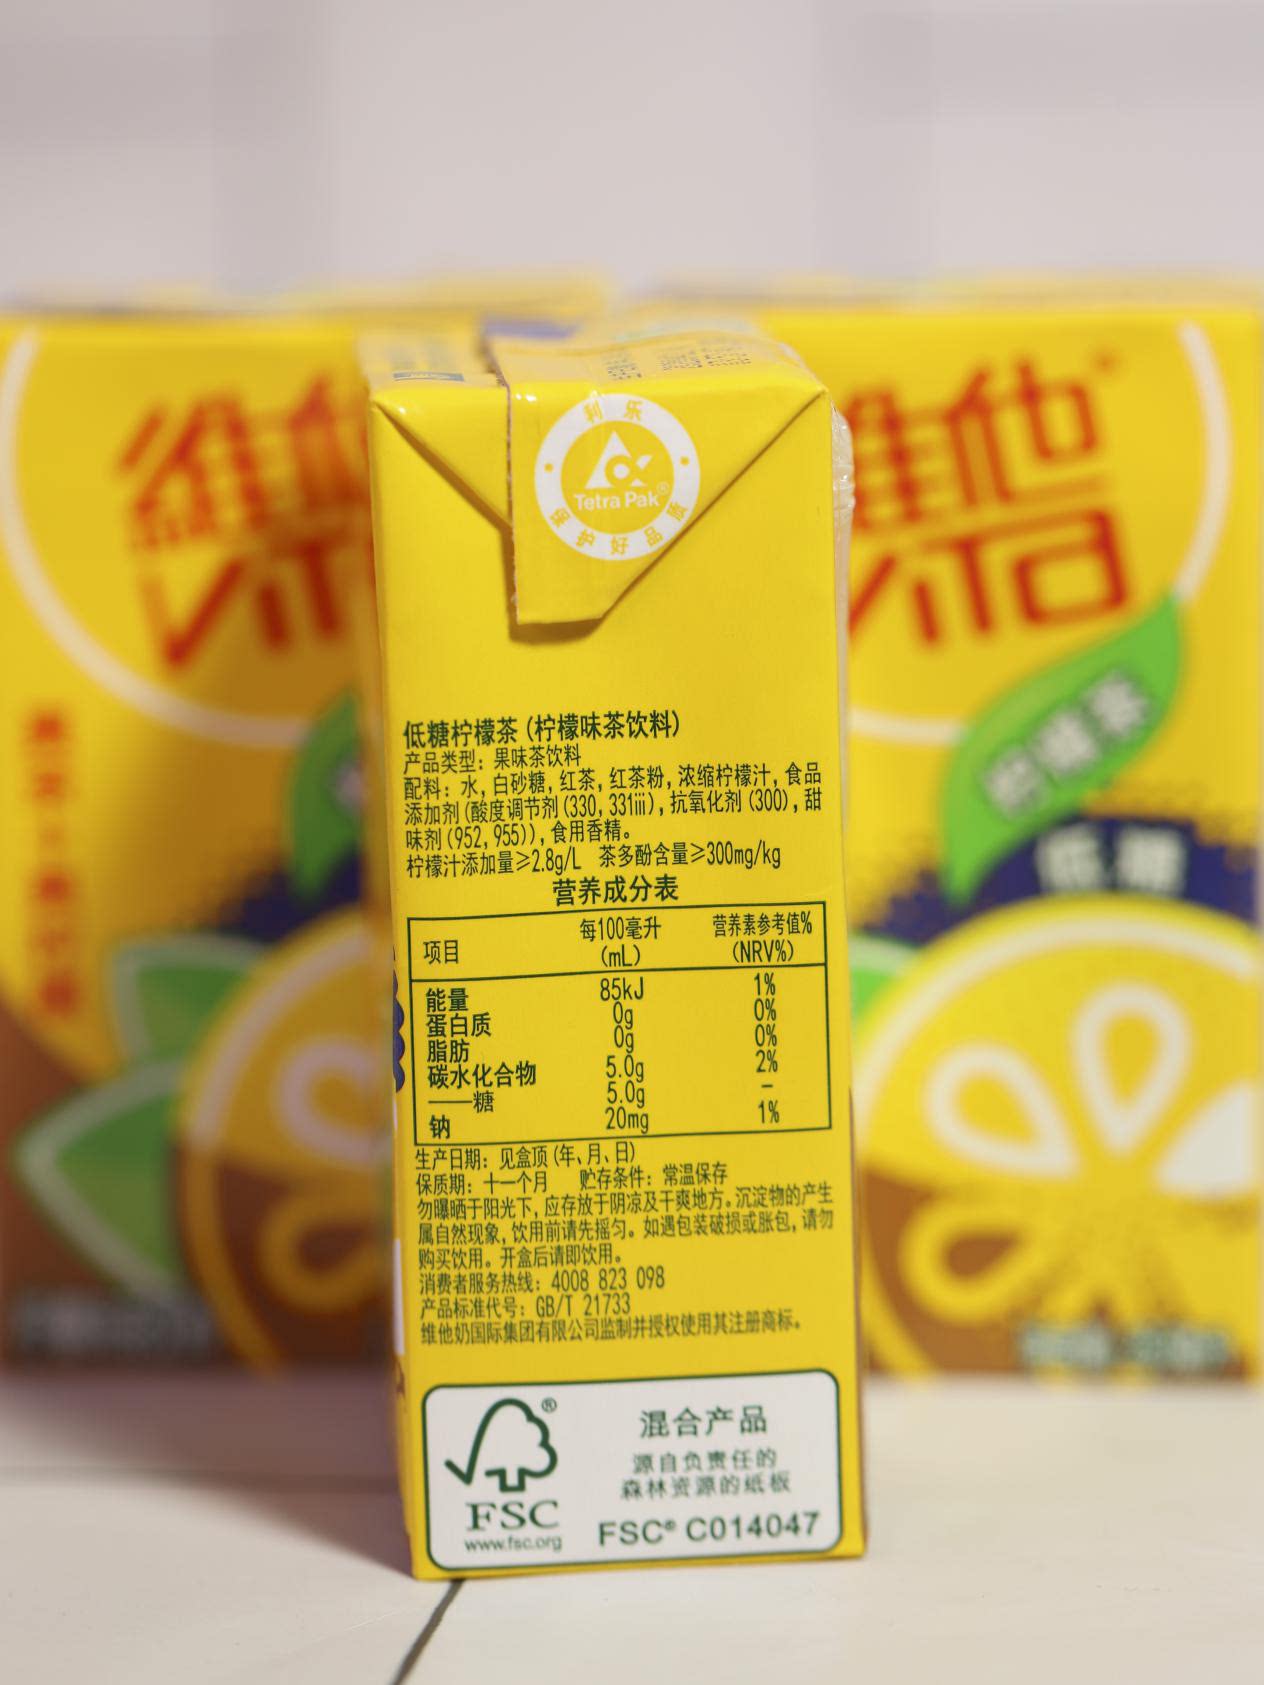 利乐
Tetra Pak®
保护好品质
维他
维他
柠檬茶
低糖
低糖柠檬茶（柠檬味茶饮料）
产品类型：果味茶饮料
配料：水，白砂糖，红茶，红茶粉，浓缩柠檬汁，食品
添加剂（酸度调节剂（330, 331iii），抗氧化剂（300），甜
味剂（952, 955)），食用香精。
柠檬汁添加量≥2.8g/L 茶多酚含量≥300mg/kg
营养成分表
项目 每100毫升（mL） 营养素参考值%（NRV%）
能量 85kJ 1%
蛋白质 0g 0%
脂肪 0g 0%
碳水化合物 5.0g 2%
——糖 5.0g –
钠 20mg 1%
生产日期：见盒顶（年、月、日）
保质期：十一个月 贮存条件：常温保存
勿曝晒于阳光下，应存放于阴凉及干爽地方。沉淀物的产生
属自然现象，饮用前请先摇匀。如遇包装破损或胀包，请勿
购买饮用。开盒后请即饮用。
消费者服务热线：4008 823 098
产品标准代号：GB/T 21733
维他奶国际集团有限公司监制并授权使用其注册商标。
®
FSC
www.fsc.org
混合产品
源自负责任的
森林资源的纸板
FSC® C014047